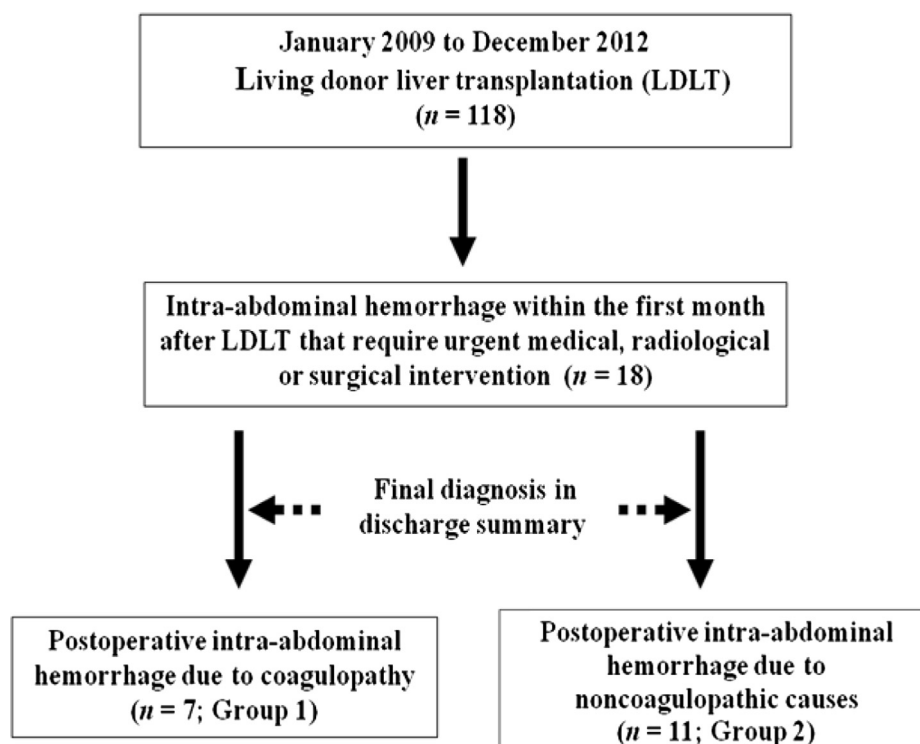 January 2009 to December 2012
Living donor liver transplantation (LDLT)
(n = 118)
Intra-abdominal hemorrhage within the first month
after LDLT that require urgent medical, radiological
or surgical intervention (n = 18)
Final diagnosis in
discharge summary
Postoperative intra-abdominal
hemorrhage due to coagulopathy
(n = 7; Group 1)
Postoperative intra-abdominal
hemorrhage due to
noncoagulopathic causes
(n = 11; Group 2)